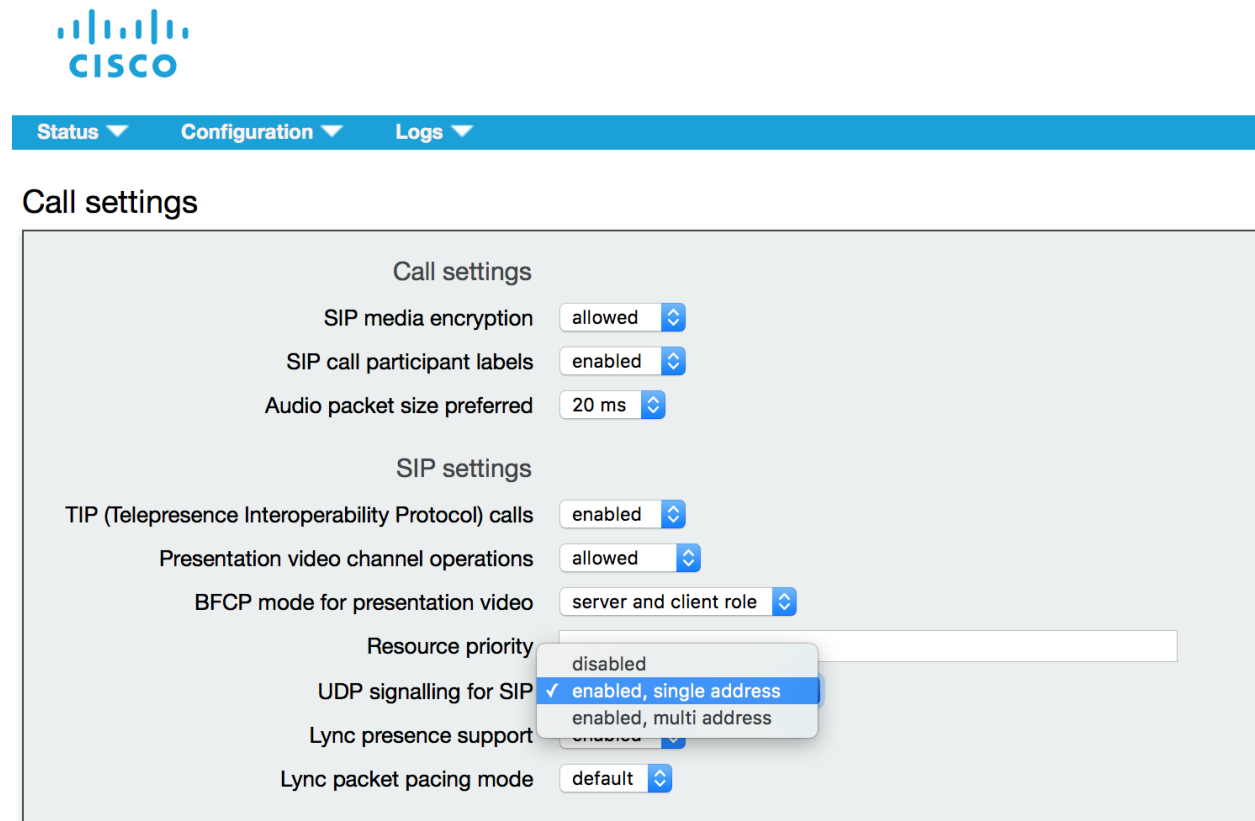 CISCO
Status Configuration Logs
Call settings
Call settings
SIP media encryption allowed
SIP call participant labels enabled
Audio packet size preferred 20 ms
SIP settings
TIP (Telepresence Interoperability Protocol) calls enabled
Presentation video channel operations allowed
BFCP mode for presentation video server and client role
Resource priority
disabled
UDP signalling for SIP ✓ enabled, single address
enabled, multi address
Lync presence support enabled
Lync packet pacing mode default